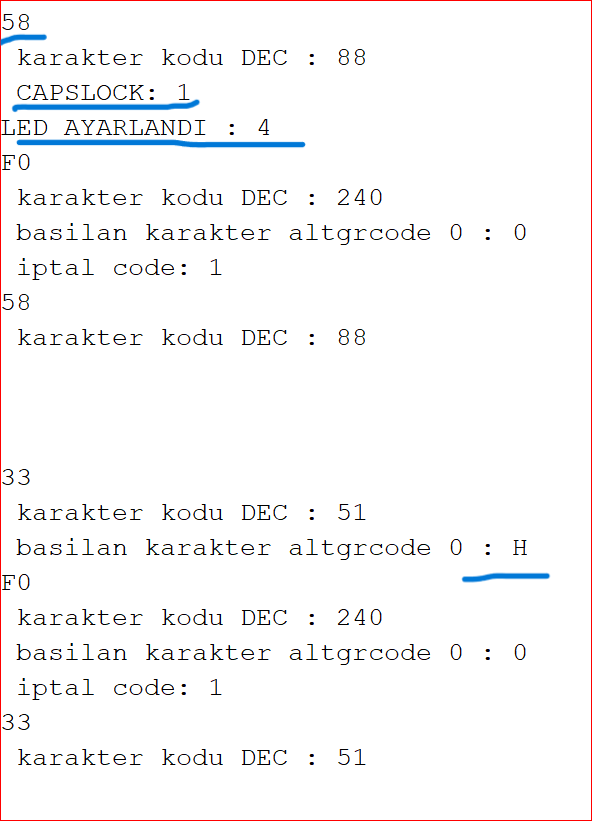 58
karakter kodu DEC : 88
CAPSLOCK: 1
LED AYARLANDI : 4
F0
karakter kodu DEC : 240
basilan karakter altgrcode 0 : 0
iptal code: 1
58
karakter kodu DEC : 88
33
karakter kodu DEC : 51
basilan karakter altgrcode 0 : H
F0
karakter kodu DEC : 240
basilan karakter altgrcode 0 : 0
iptal code: 1
33
karakter kodu DEC : 51